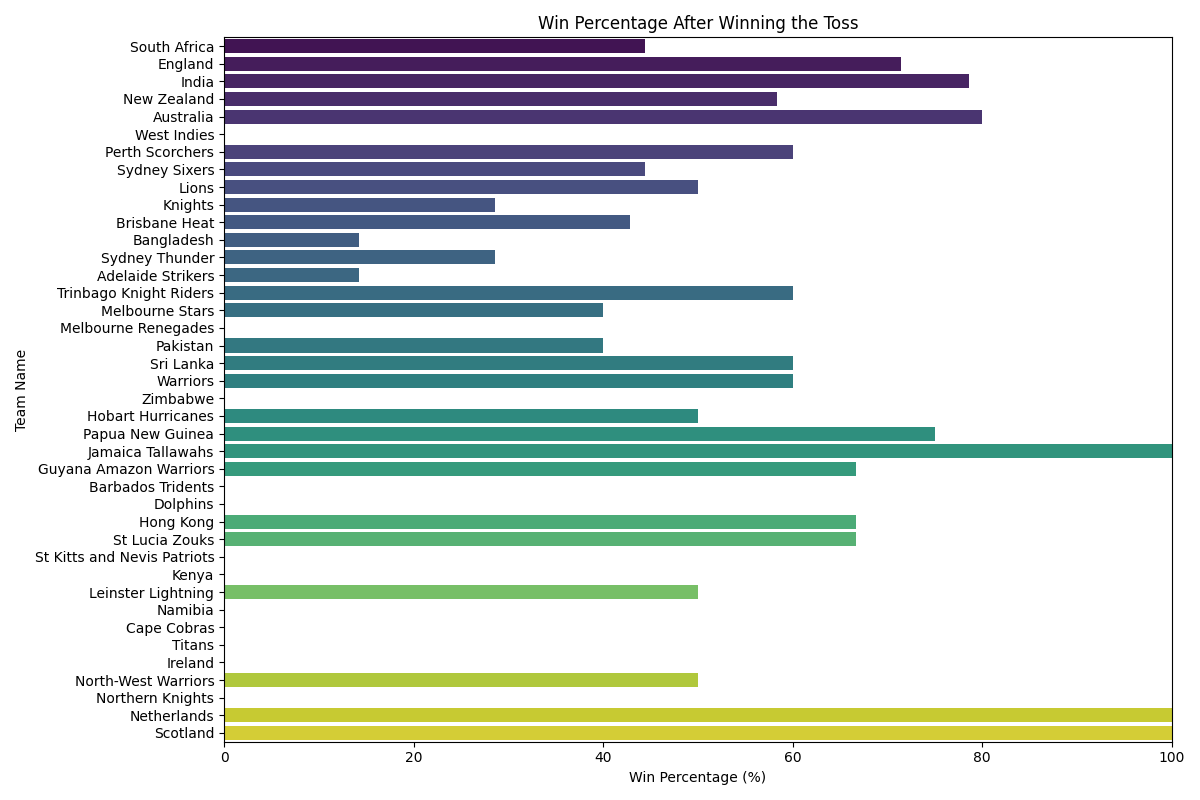 Win Percentage After Winning the Toss
South Africa
England
India
New Zealand
Australia
West Indies
Perth Scorchers
Sydney Sixers
Lions
Knights
Brisbane Heat
Bangladesh
Sydney Thunder
Adelaide Strikers
Trinbago Knight Riders
Melbourne Stars
Melbourne Renegades
Pakistan
Sri Lanka
Warriors
Zimbabwe
Hobart Hurricanes
Papua New Guinea
Jamaica Tallawahs
Guyana Amazon Warriors
Barbados Tridents
Dolphins
Hong Kong
St Lucia Zouks
St Kitts and Nevis Patriots
Kenya
Leinster Lightning
Namibia
Cape Cobras
Titans
Ireland
North-West Warriors
Northern Knights
Netherlands
Scotland
Team Name
0 20 40 60 80 100
Win Percentage (%)